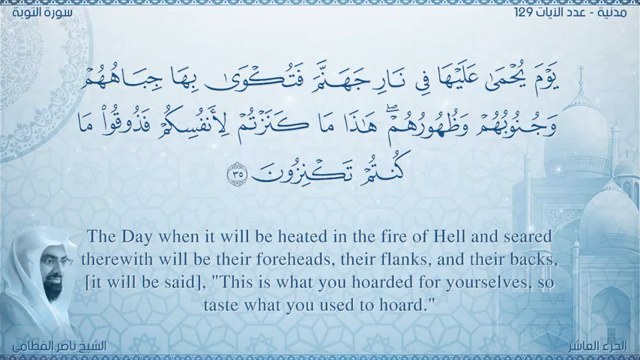 سورة التوبة
مدنية - عدد الآيات 129
يَوْمَ يُحْمَىٰ عَلَيْهَا فِي نَارِ جَهَنَّمَ فَتُكْوَىٰ بِهَا جِبَاهُهُمْ
وَجُنُوبُهُمْ وَظُهُورُهُمْ ۖ هَٰذَا مَا كَنَزْتُمْ لِأَنفُسِكُمْ فَذُوقُوا۟ مَا
كُنتُمْ تَكْنِزُونَ ٣٥
The Day when it will be heated in the fire of Hell and seared
therewith will be their foreheads, their flanks, and their backs,
[it will be said], "This is what you hoarded for yourselves, so
taste what you used to hoard."
الشيخ ناصر القطامي
الجزء العاشر